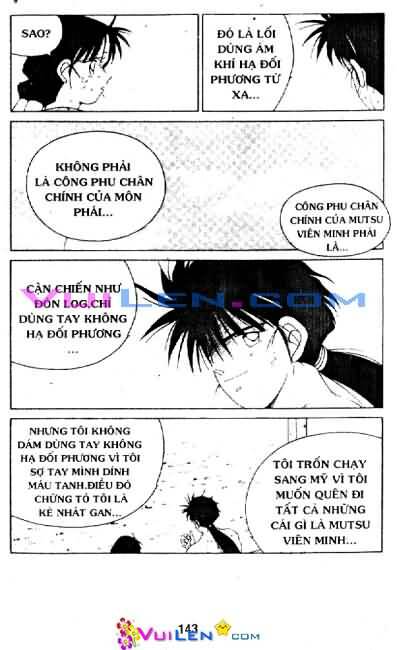 SAO?
ĐÓ LÀ LỐI
DÙNG ÁM
KHÍ HẠ ĐỐI
PHƯƠNG TỪ
XA...
KHÔNG PHẢI
LÀ CÔNG PHU CHÂN
CHÍNH CỦA MÔN
PHÁI...
CÔNG PHU CHÂN
CHÍNH CỦA MUTSU
VIÊN MINH PHÁI
LÀ...
CẬN CHIẾN NHƯ
ĐÒN LOG,CHỈ
DÙNG TAY KHÔNG
HẠ ĐỐI PHƯƠNG
...
VUILEN.COM
NHƯNG TÔI KHÔNG
DÁM DÙNG TAY KHÔNG
HẠ ĐỐI PHƯƠNG VÌ TÔI
SỢ TAY MÌNH DÍNH
MÁU TANH.ĐIỀU ĐÓ
CHỨNG TỎ TÔI LÀ
KẺ NHÁT GAN...
TÔI TRỐN CHẠY
SANG MỸ VÌ TÔI
MUỐN QUÊN ĐI
TẤT CẢ NHỮNG
CÁI GÌ LÀ MUTSU
VIÊN MINH...
143
VUILEN.COM